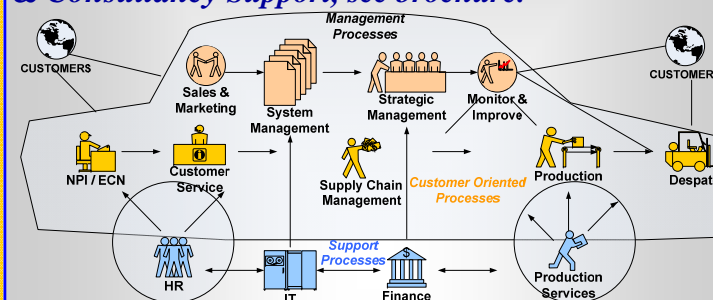 & Consultancy Support, see brochure.
Management
Processes
CUSTOMERS
CUSTOMER
Sales &
Marketing
System
Management
Strategic
Management
Monitor &
Improve
NPI / ECN
Customer
Service
Supply Chain
Management
Customer Oriented
Processes
Production
Despat
Support
Processes
HR
IT
Finance
Production
Services